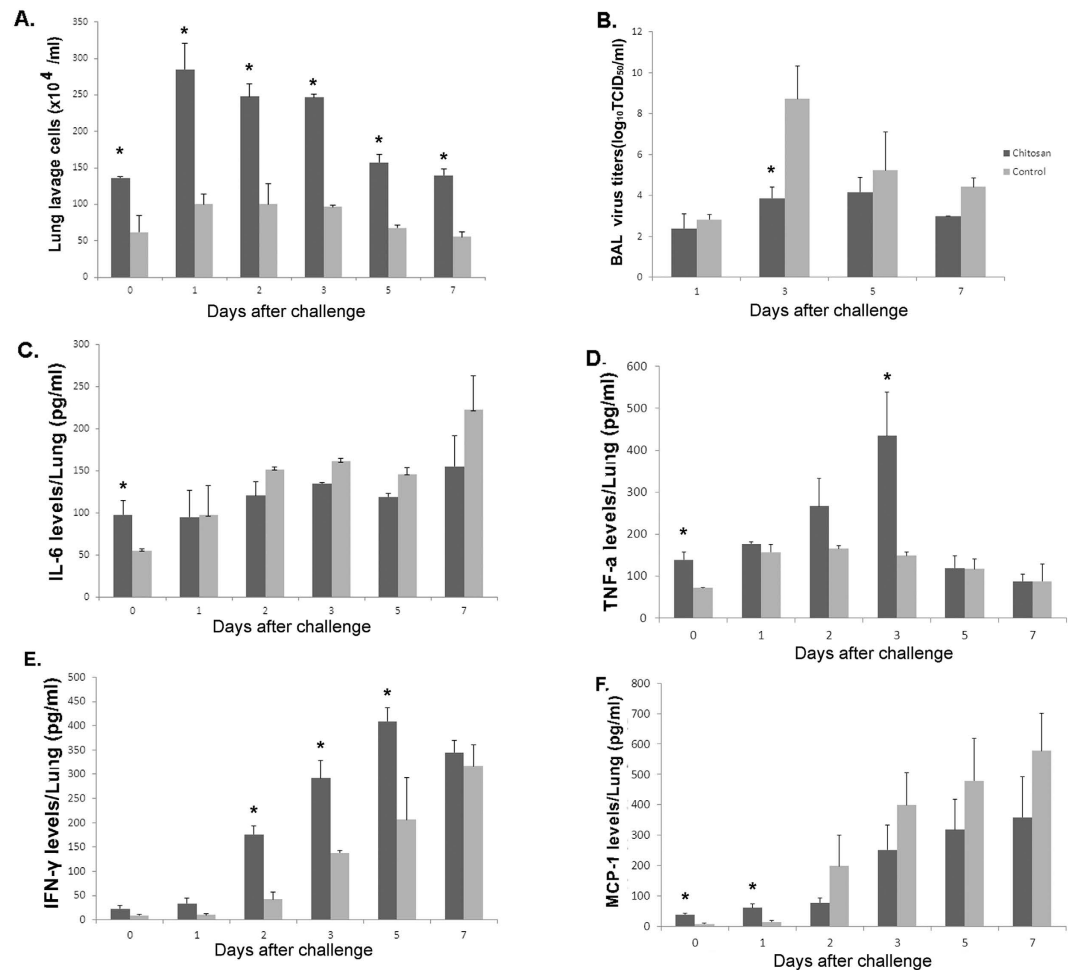 A.
Lung lavage cells (x10⁴ /ml)
350
300
250
200
150
100
50
0
* * * * * *
0 1 2 3 5 7
Days after challenge
B.
BAL virus titers(log₁₀TCID₅₀/ml)
12
10
8
6
4
2
0
*
1 3 5 7
Days after challenge
Chitosan
Control
C.
IL-6 levels/Lung (pg/ml)
300
250
200
150
100
50
0
*
0 1 2 3 5 7
Days after challenge
D.
TNF-a levels/Lung (pg/ml)
600
500
400
300
200
100
0
* *
0 1 2 3 5 7
Days after challenge
E.
IFN-γ levels/Lung (pg/ml)
500
450
400
350
300
250
200
150
100
50
0
* * *
0 1 2 3 5 7
Days after challenge
F.
MCP-1 levels/Lung (pg/ml)
800
700
600
500
400
300
200
100
0
* *
0 1 2 3 5 7
Days after challenge